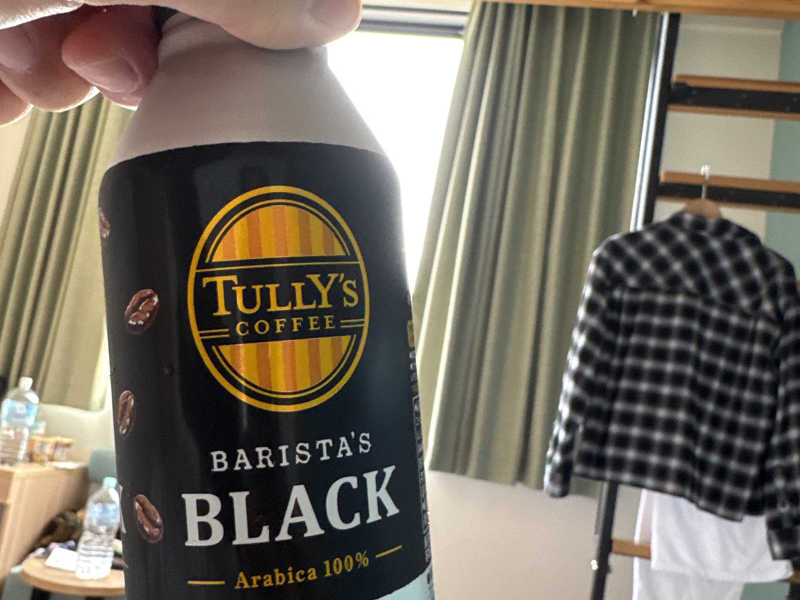 TULLY'S
COFFEE
BARISTA'S
BLACK
Arabica 100%